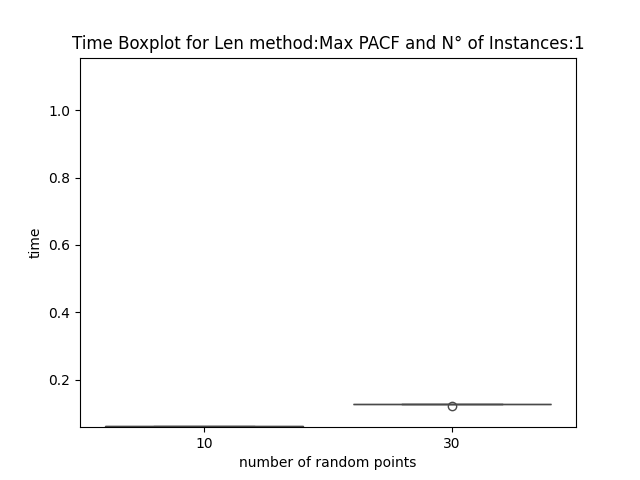 Time Boxplot for Len method:Max PACF and N° of Instances:1
1.0
0.8
0.6
0.4
0.2
time
10
30
number of random points